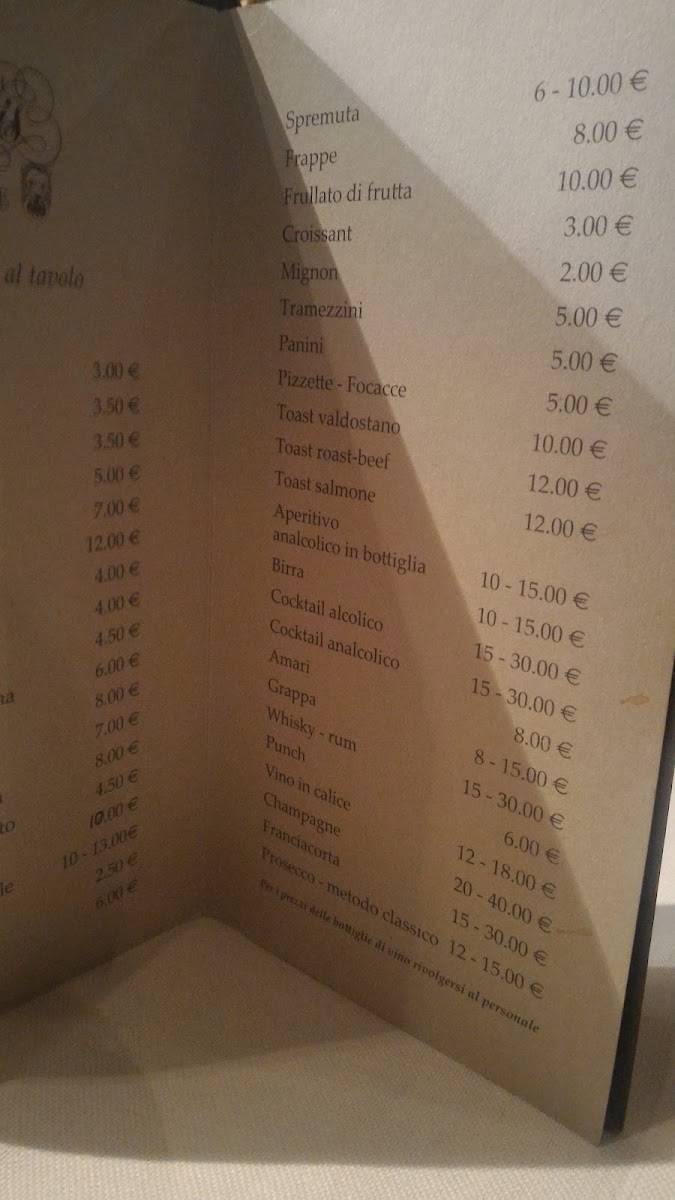 al tavolo
3.00 €
3.50 €
3.50 €
5.00 €
7.00 €
12.00 €
4.00 €
4.00 €
4.50 €
6.00 €
8.00 €
7.00 €
8.00 €
4.50 €
10.00 €
10 - 13.00€
2.50 €
6.00 €
Spremuta 6 - 10.00 €
Frappe 8.00 €
Frullato di frutta 10.00 €
Croissant 3.00 €
Mignon 2.00 €
Tramezzini 5.00 €
Panini 5.00 €
Pizzette - Focacce 5.00 €
Toast valdostano 10.00 €
Toast roast-beef 12.00 €
Toast salmone 12.00 €
Aperitivo
analcolico in bottiglia 10 - 15.00 €
Birra 10 - 15.00 €
Cocktail alcolico 15 - 30.00 €
Cocktail analcolico 15 - 30.00 €
Amari 8.00 €
Grappa 8 - 15.00 €
Whisky - rum 15 - 30.00 €
Punch 6.00 €
Vino in calice 12 - 18.00 €
Champagne 20 - 40.00 €
Franciacorta 15 - 30.00 €
Prosecco - metodo classico 12 - 15.00 €
Per i prezzi delle bottiglie di vino rivolgersi al personale